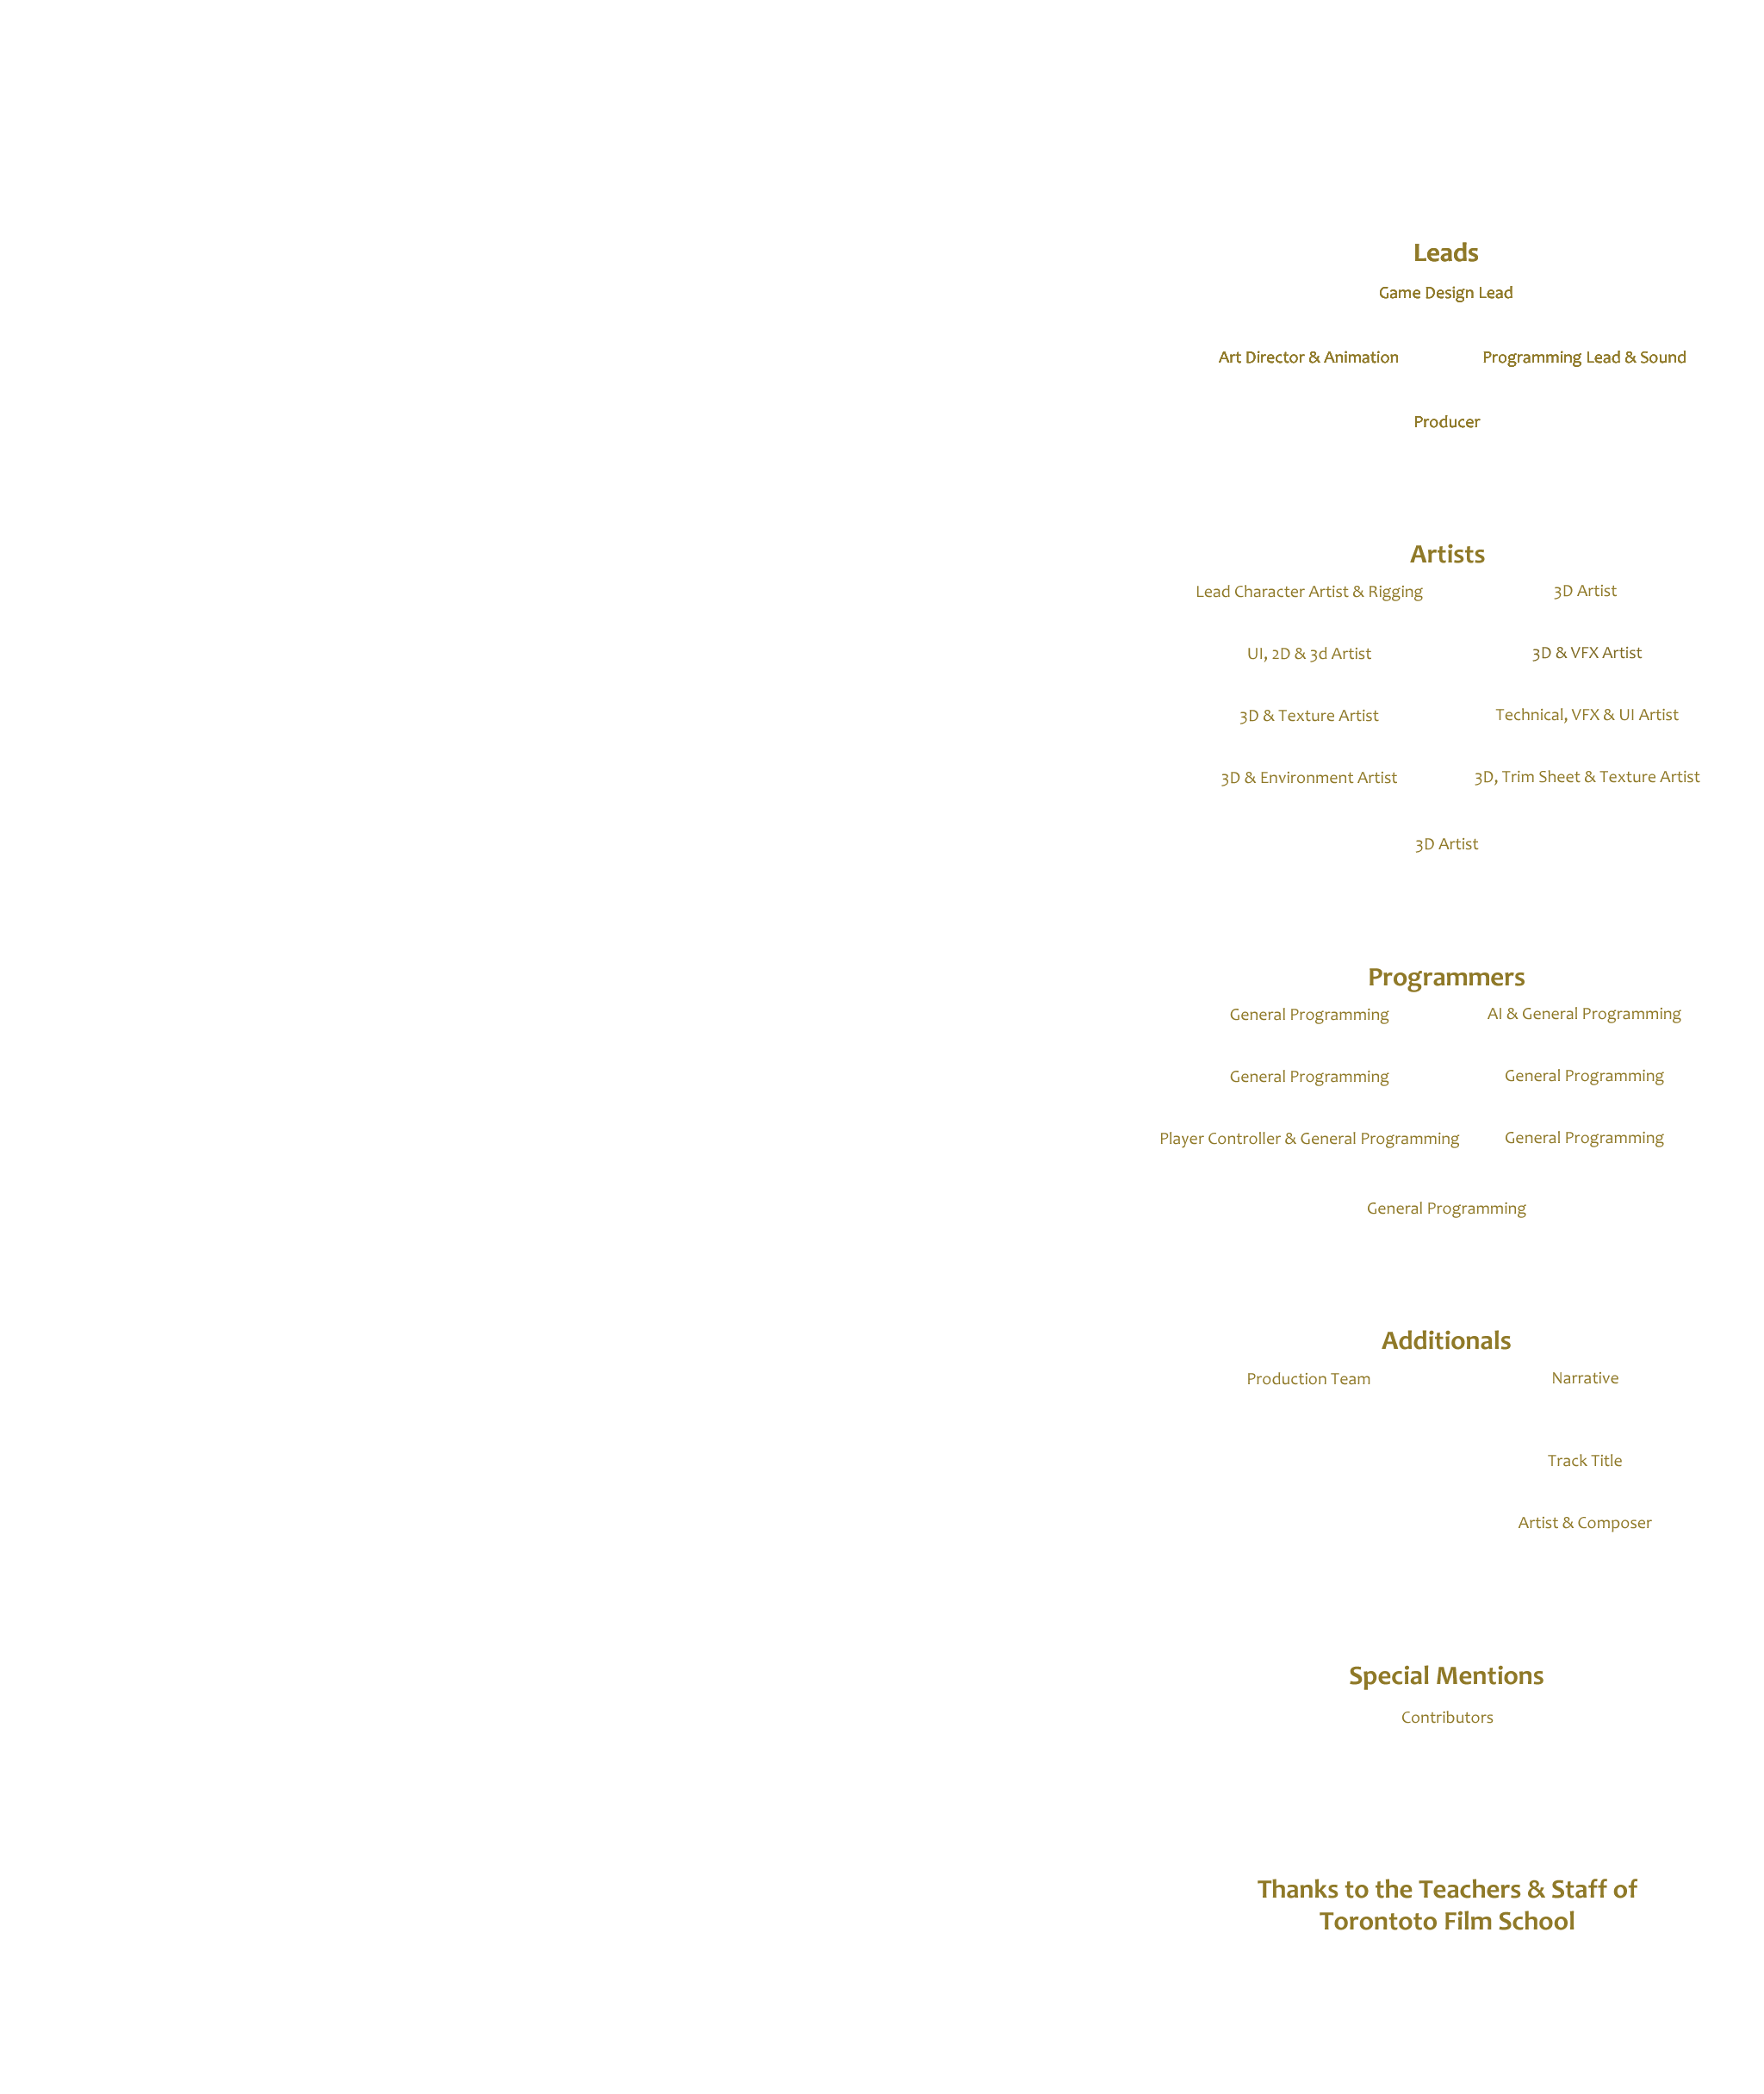 Leads
Game Design Lead
Art Director & Animation
Programming Lead & Sound
Producer
Artists
Lead Character Artist & Rigging
3D Artist
UI, 2D & 3d Artist
3D & VFX Artist
3D & Texture Artist
Technical, VFX & UI Artist
3D & Environment Artist
3D, Trim Sheet & Texture Artist
3D Artist
Programmers
General Programming
AI & General Programming
General Programming
General Programming
Player Controller & General Programming
General Programming
General Programming
Additionals
Production Team
Narrative
Track Title
Artist & Composer
Special Mentions
Contributors
Thanks to the Teachers & Staff of
Torontoto Film School